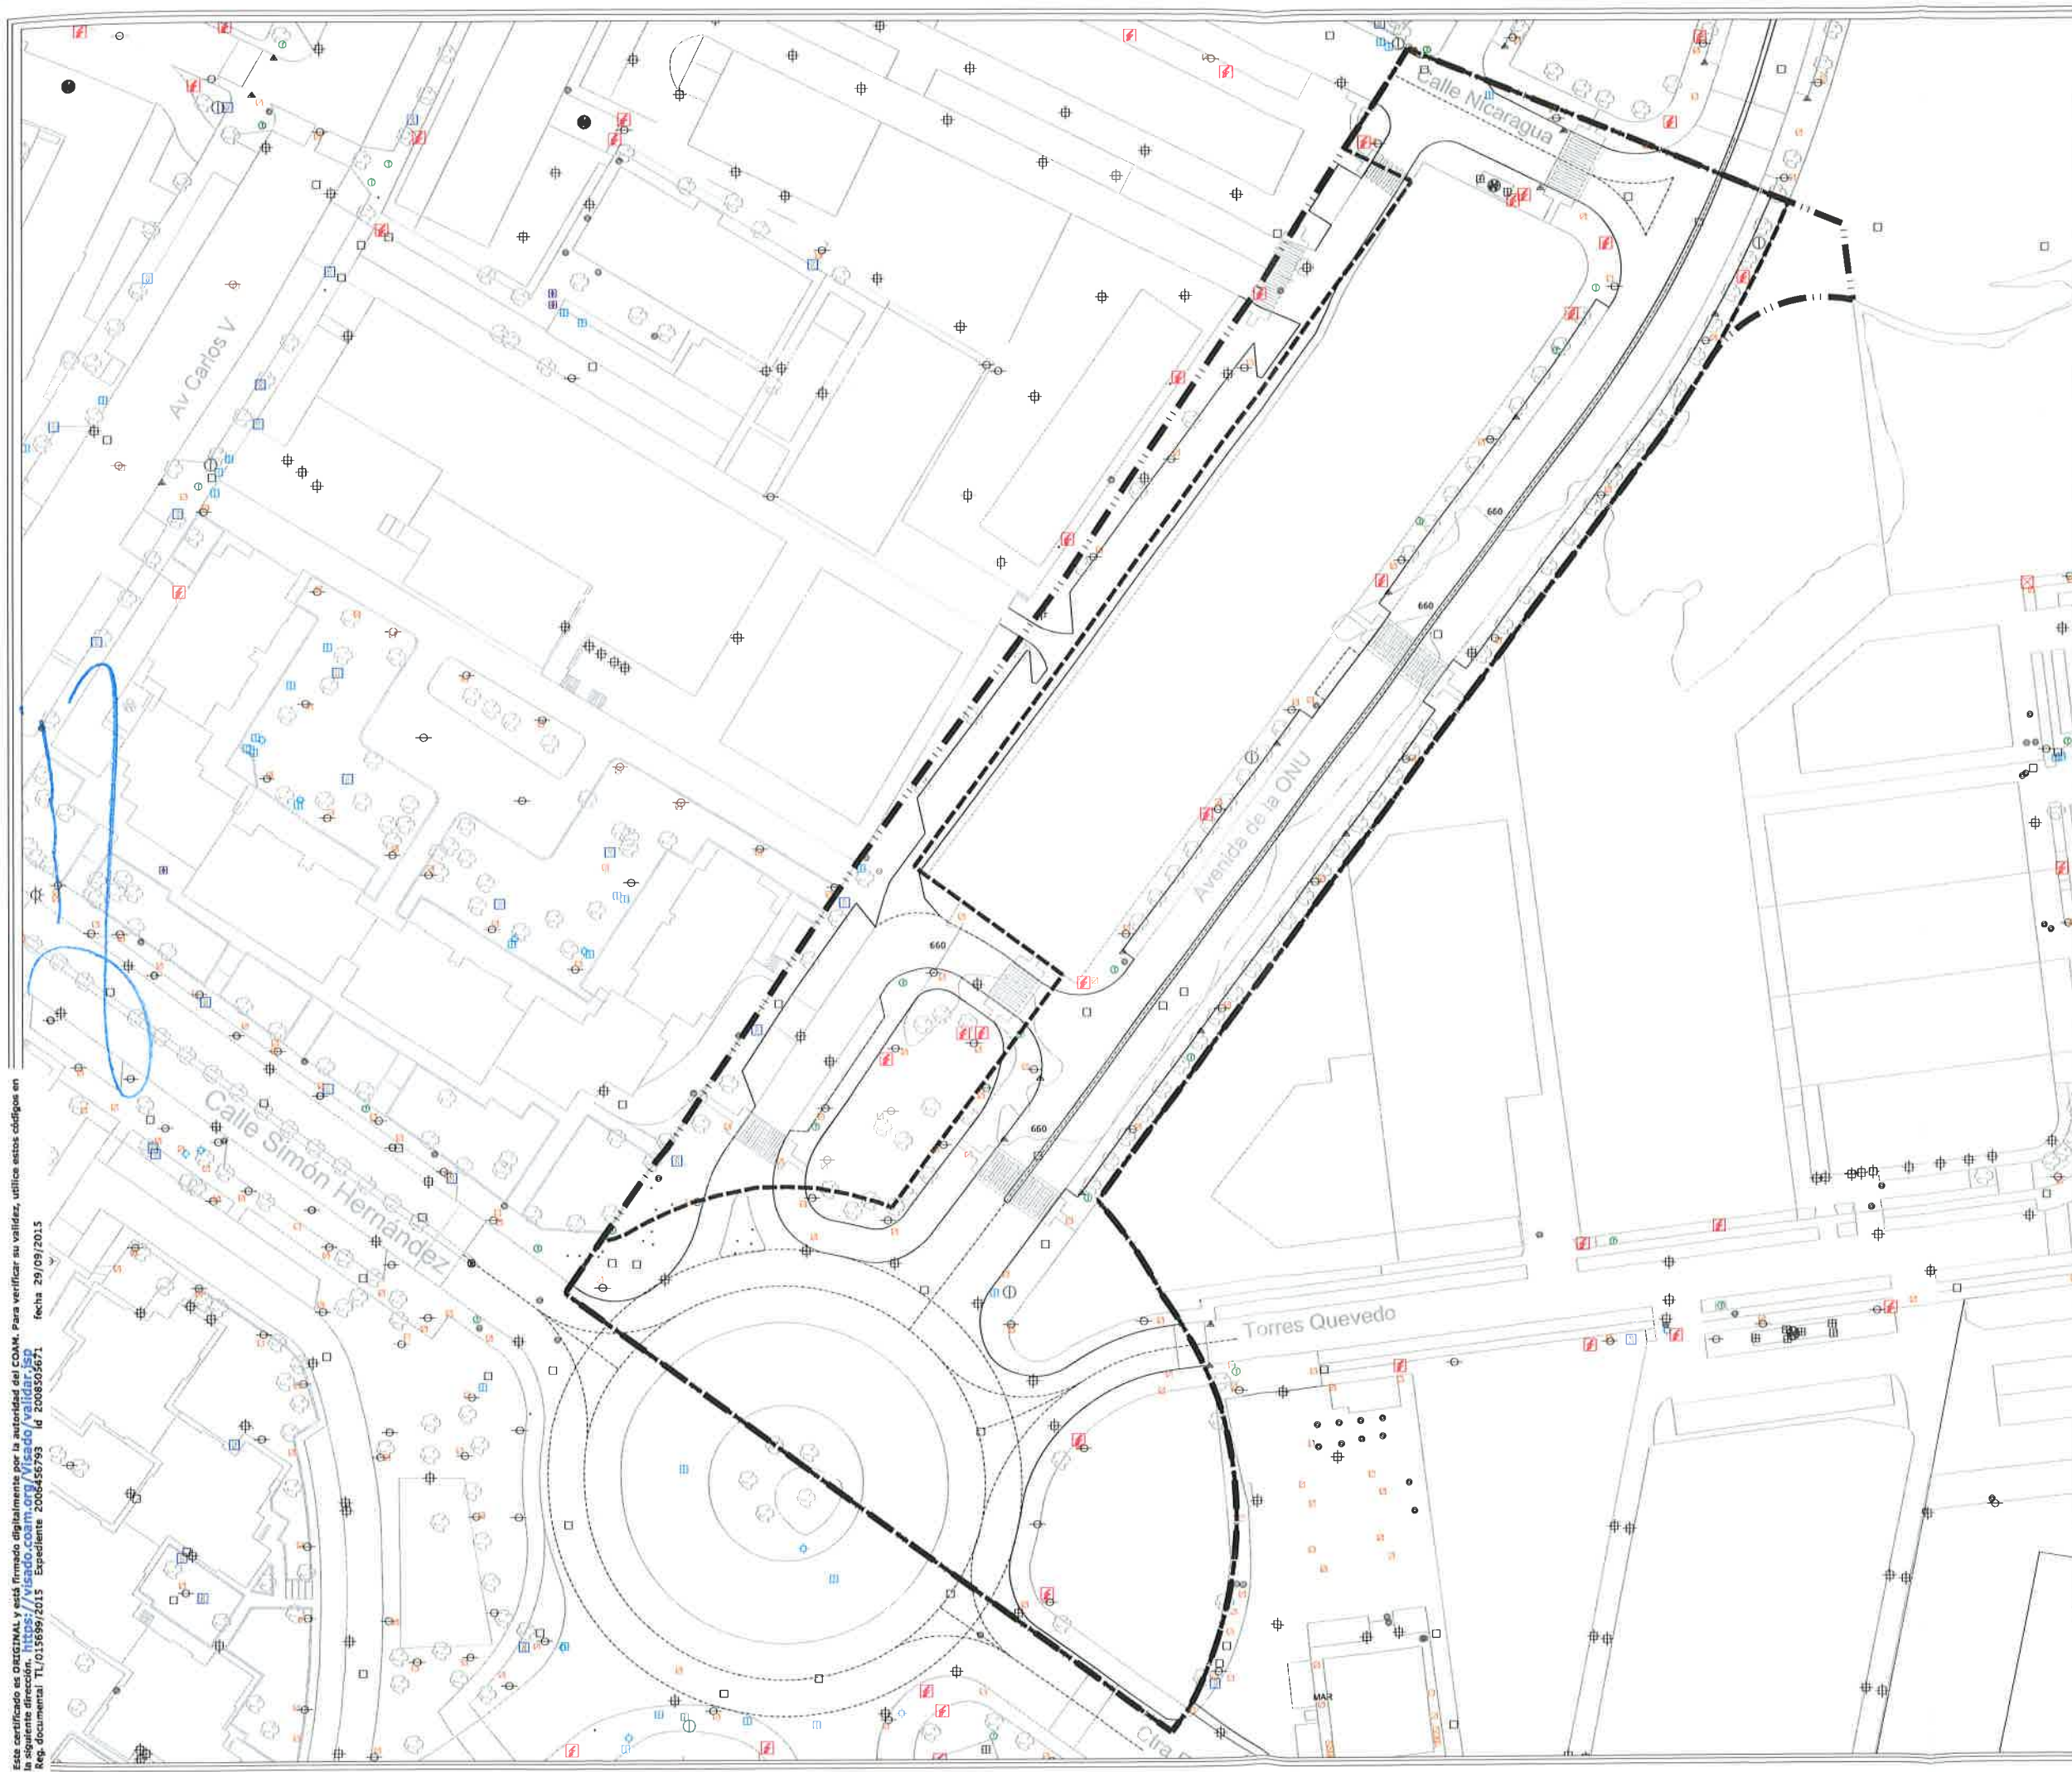 Calle Nicaragua
Av Carlos V
660
660
Avenida de la ONU
660
660
Calle Simón Hernández
Torres Quevedo
MAR
Ctra
Este certificado es ORIGINAL y está firmado digitalmente por la autoridad del COAM. Para verificar su validez, utilice estos códigos en
la siguiente dirección. https://visado.coam.org/Visado/validar.jsp
Reg. documental TL/015699/2015 Expediente 2006456793 id 2008505671 fecha 29/09/2015